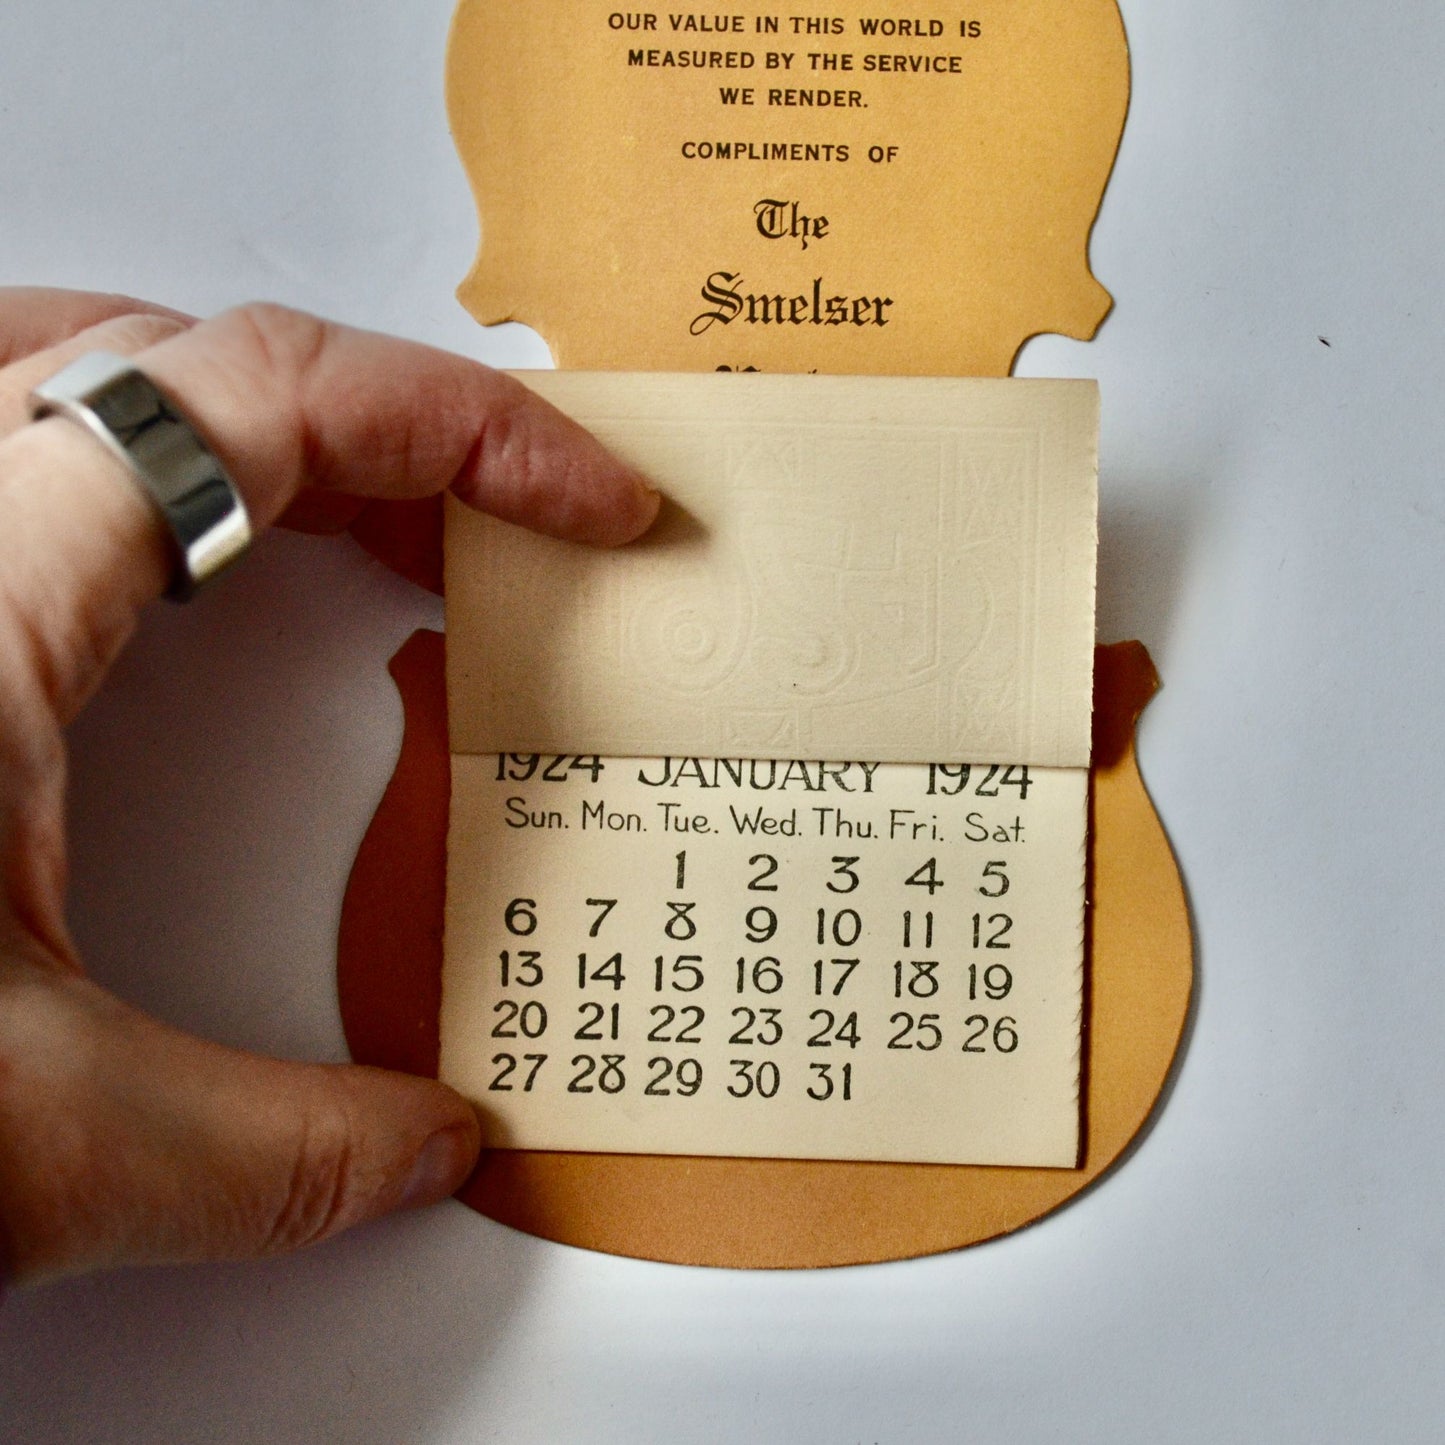 OUR VALUE IN THIS WORLD IS
MEASURED BY THE SERVICE
WE RENDER.
COMPLIMENTS OF
The
Smelser
1924 JANUARY 1924
Sun. Mon. Tue. Wed. Thu. Fri. Sat.
1 2 3 4 5
6 7 8 9 10 11 12
13 14 15 16 17 18 19
20 21 22 23 24 25 26
27 28 29 30 31